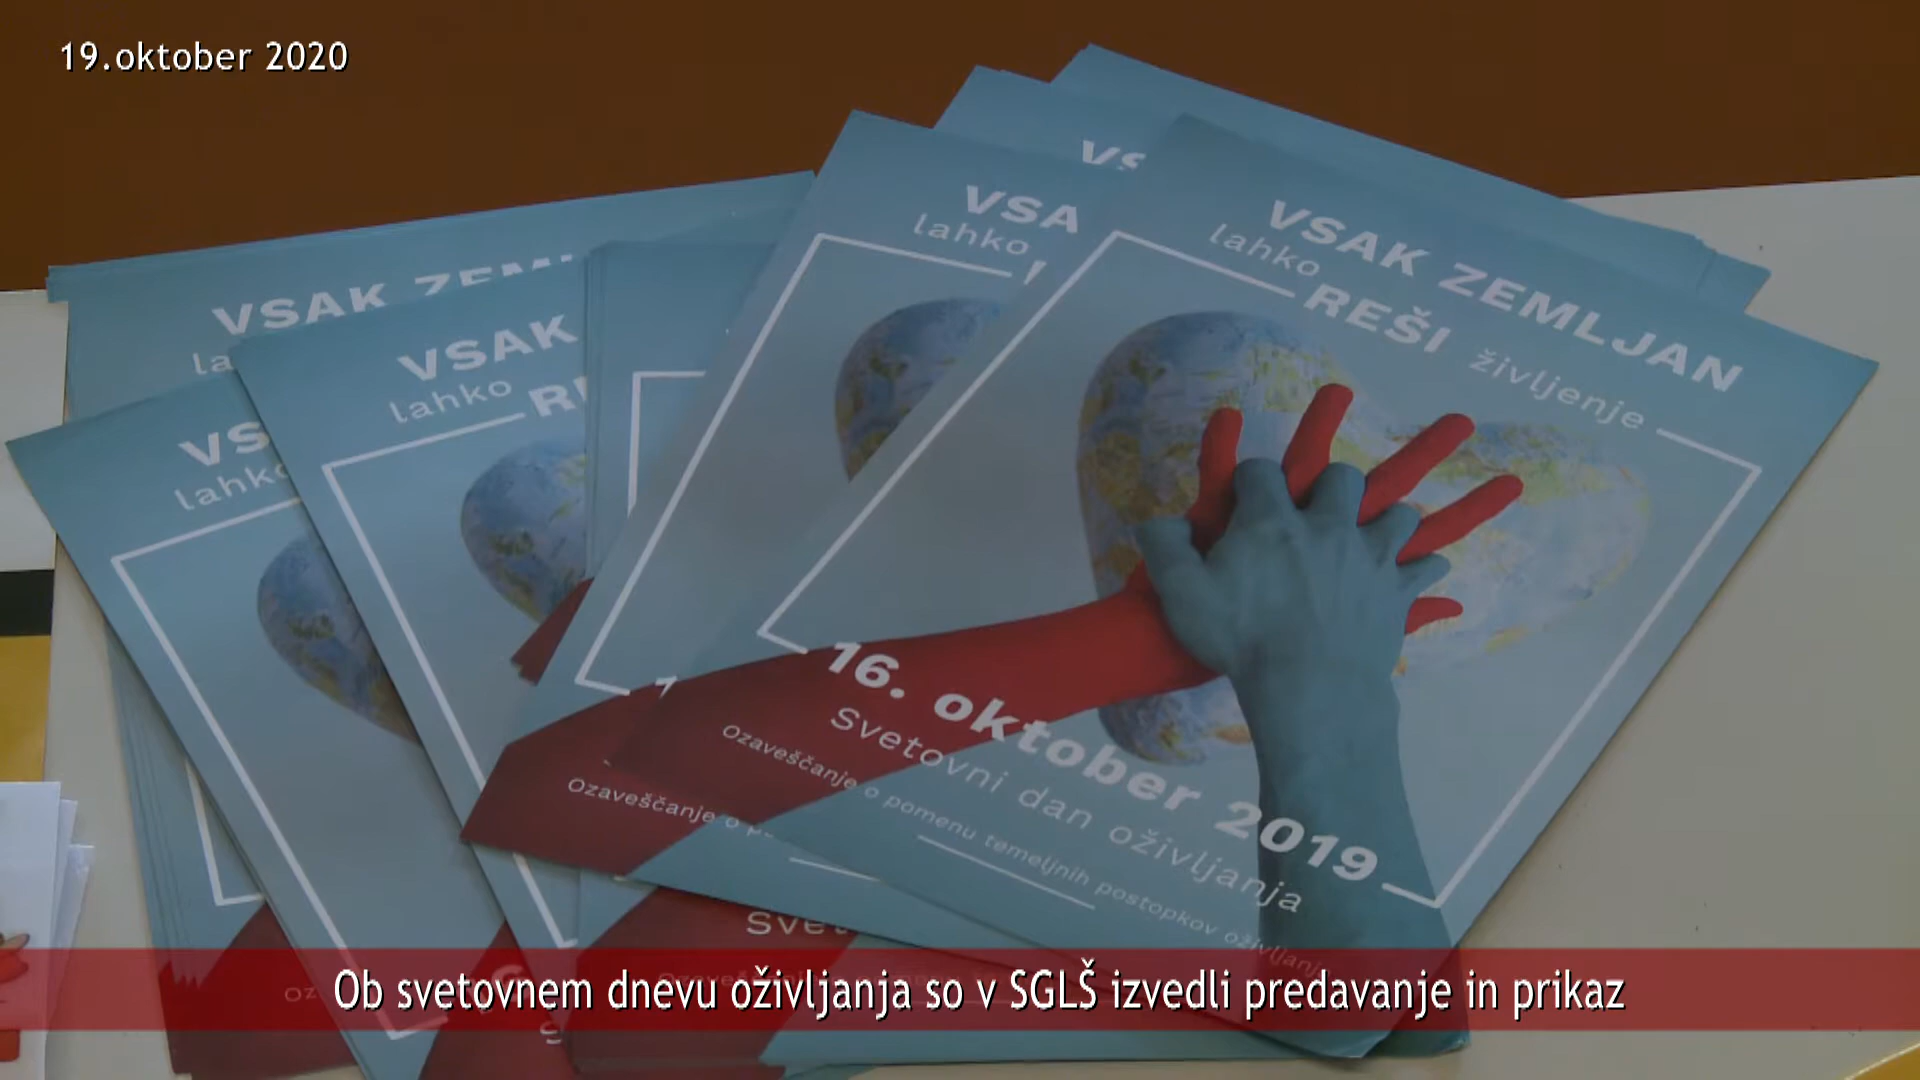 19.oktober 2020
VSAK ZEMLJAN
lahko
REŠI življenje
16. oktober 2019
Svetovni dan oživljanja
Ozaveščanje o pomenu temeljnih postopkov oživljanja
VSA
lahko
Ozaveščanje o
VSAK
lahko
VSAK
lahko
Ob svetovnem dnevu oživljanja so v SGLŠ izvedli predavanje in prikaz